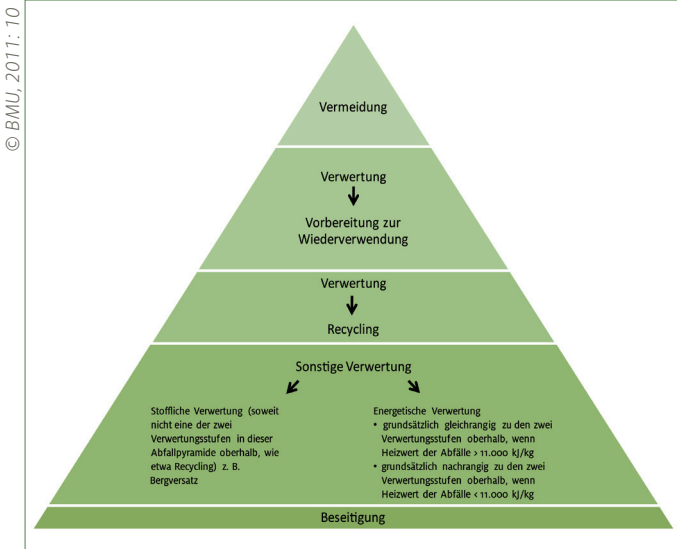 © BMU, 2011: 10
Vermeidung
Verwertung
Vorbereitung zur
Wiederverwendung
Verwertung
Recycling
Sonstige Verwertung
Stoffliche Verwertung (soweit
nicht eine der zwei
Verwertungsstufen in dieser
Abfallpyramide oberhalb, wie
etwa Recycling) z. B.
Bergversatz
Energetische Verwertung
• grundsätzlich gleichrangig zu den zwei
Verwertungsstufen oberhalb, wenn
Heizwert der Abfälle > 11.000 kJ/kg
• grundsätzlich nachrangig zu den zwei
Verwertungsstufen oberhalb, wenn
Heizwert der Abfälle < 11.000 kJ/kg
Beseitigung